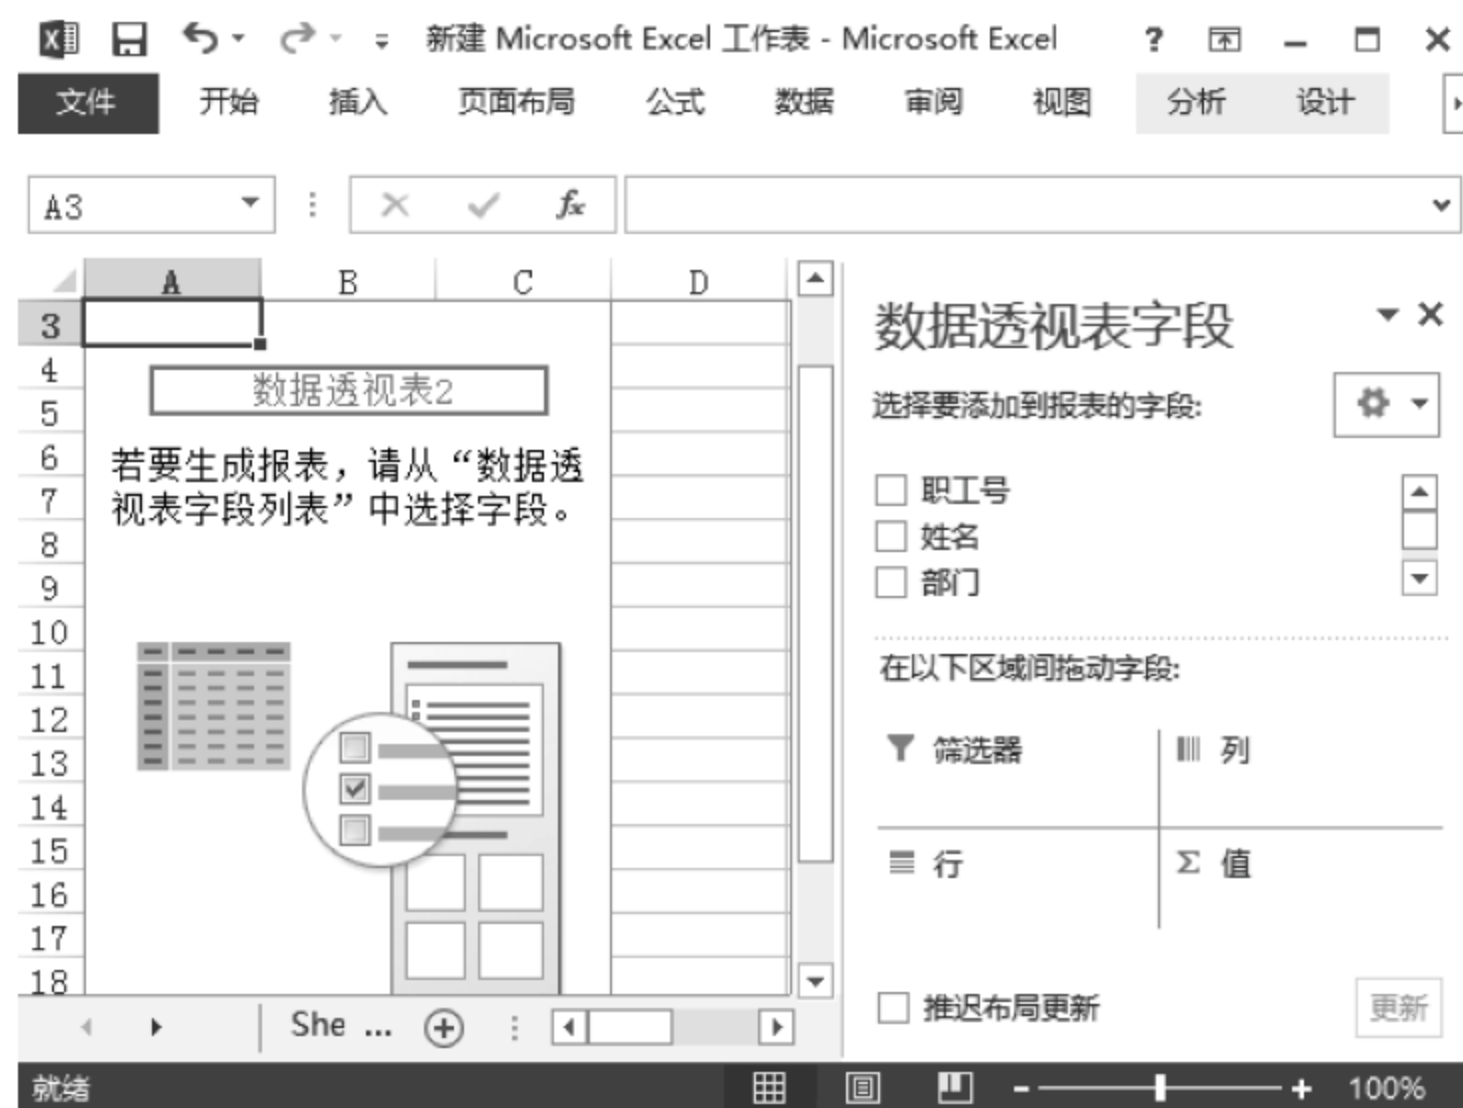 新建 Microsoft Excel 工作表 - Microsoft Excel
文件 开始 插入 页面布局 公式 数据 审阅 视图 分析 设计
A3 fx
A B C D
3
4
5
6
7
8
9
10
11
12
13
14
15
16
17
18
数据透视表2
若要生成报表，请从“数据透
视表字段列表”中选择字段。
数据透视表字段
选择要添加到报表的字段:
职工号
姓名
部门
在以下区域间拖动字段:
筛选器 列
行 Σ 值
推迟布局更新 更新
She ...
就绪 100%